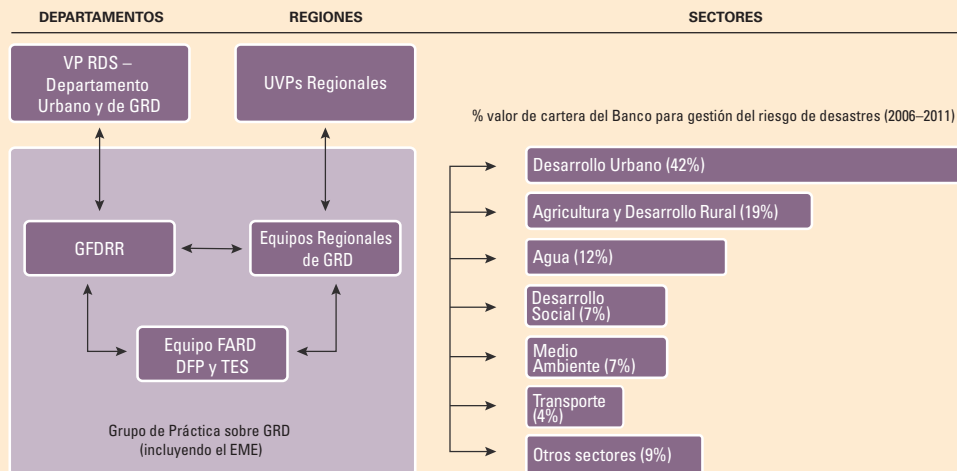 DEPARTAMENTOS
REGIONES
SECTORES
VP RDS –
Departamento
Urbano y de GRD
UVPs Regionales
% valor de cartera del Banco para gestión del riesgo de desastres (2006–2011)
GFDRR
Equipos Regionales
de GRD
Equipo FARD
DFP y TES
Grupo de Práctica sobre GRD
(incluyendo el EME)
Desarrollo Urbano (42%)
Agricultura y Desarrollo Rural (19%)
Agua (12%)
Desarrollo
Social (7%)
Medio
Ambiente (7%)
Transporte
(4%)
Otros sectores (9%)